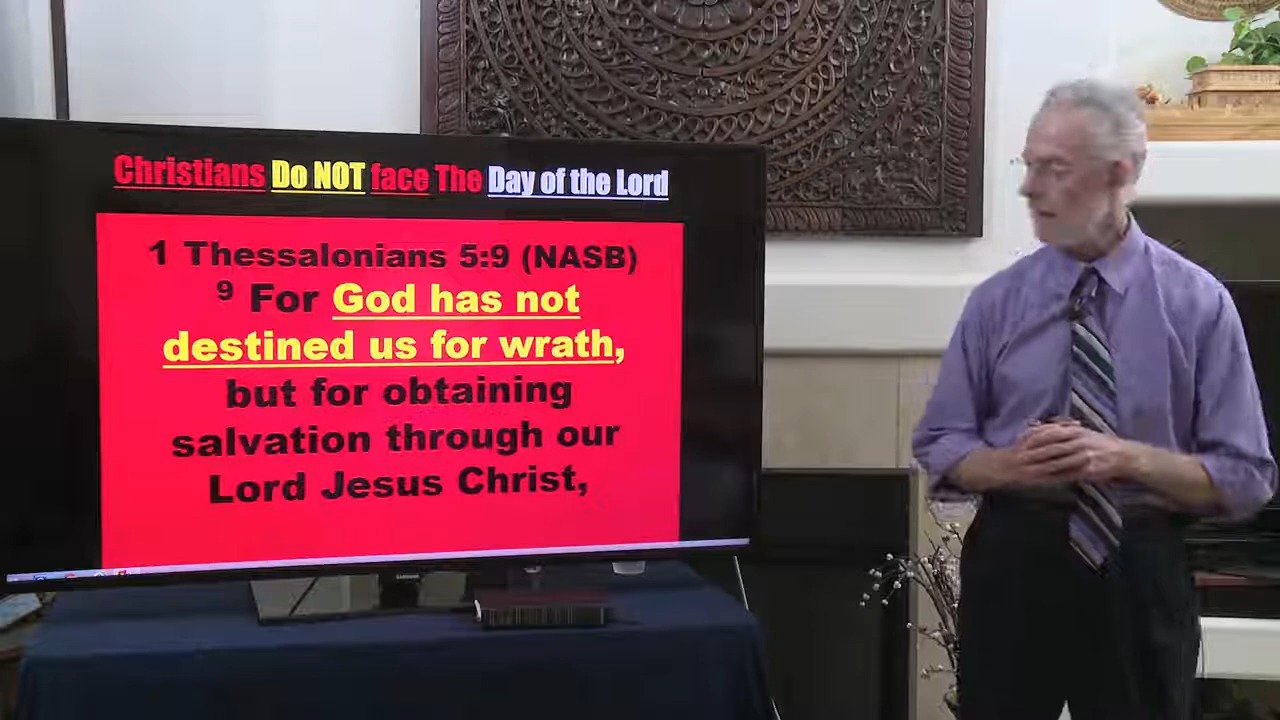 Christians Do NOT face The Day of the Lord
1 Thessalonians 5:9 (NASB)
9 For God has not
destined us for wrath,
but for obtaining
salvation through our
Lord Jesus Christ,
SAMSUNG